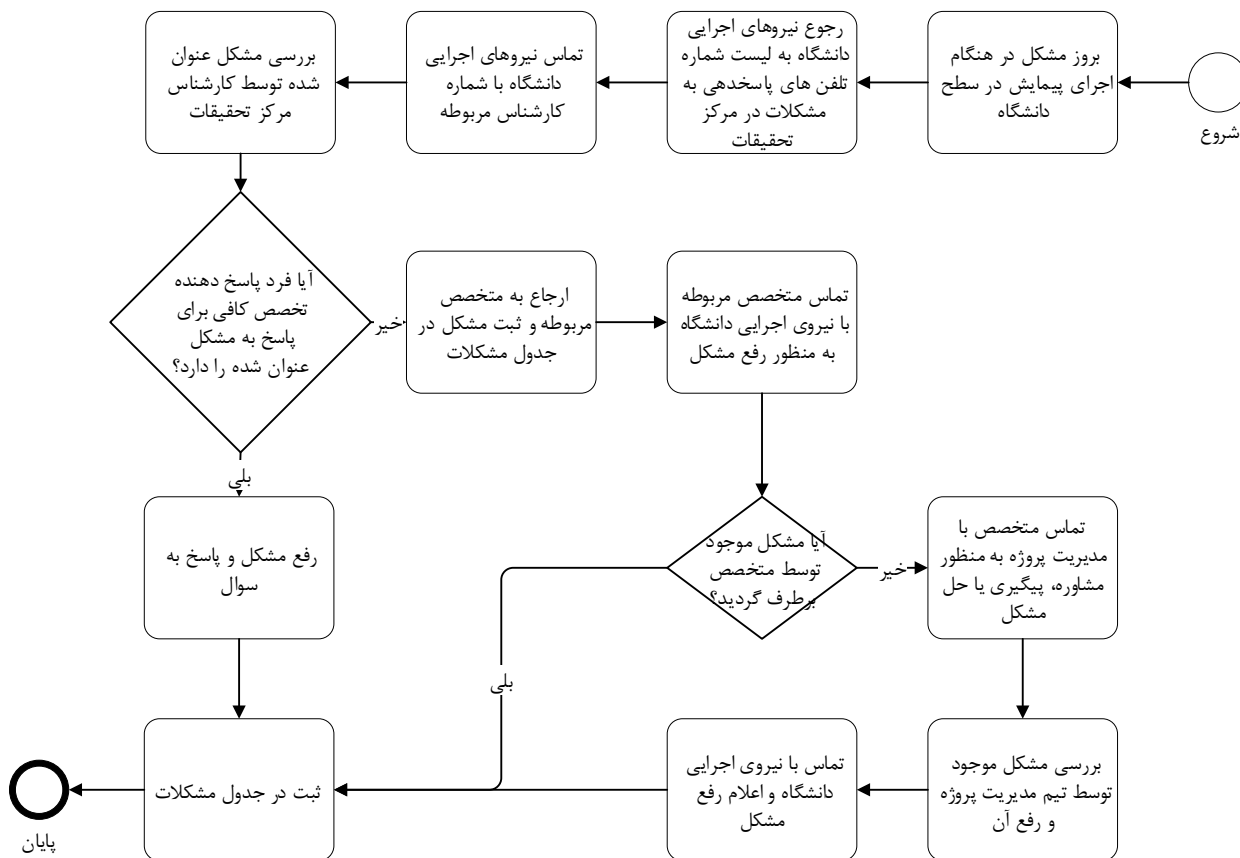 شروع
بروز مشکل در هنگام
اجرای پیمایش در سطح
دانشگاه
رجوع نیروهای اجرایی
دانشگاه به لیست شماره
تلفن های پاسخدهی به
مشکلات در مرکز
تحقیقات
تماس نیروهای اجرایی
دانشگاه با شماره
کارشناس مربوطه
بررسی مشکل عنوان
شده توسط کارشناس
مرکز تحقیقات
آیا فرد پاسخ دهنده
تخصص کافی برای
پاسخ به مشکل
عنوان شده را دارد؟
خیر
ارجاع به متخصص
مربوطه و ثبت مشکل در
جدول مشکلات
تماس متخصص مربوطه
با نیروی اجرایی دانشگاه
به منظور رفع مشکل
بلی
رفع مشکل و پاسخ به
سوال
آیا مشکل موجود
توسط متخصص
برطرف گردید؟
خیر
تماس متخصص با
مدیریت پروژه به منظور
مشاوره، پیگیری یا حل
مشکل
بلی
بررسی مشکل موجود
توسط تیم مدیریت پروژه
و رفع آن
تماس با نیروی اجرایی
دانشگاه و اعلام رفع
مشکل
ثبت در جدول مشکلات
پایان